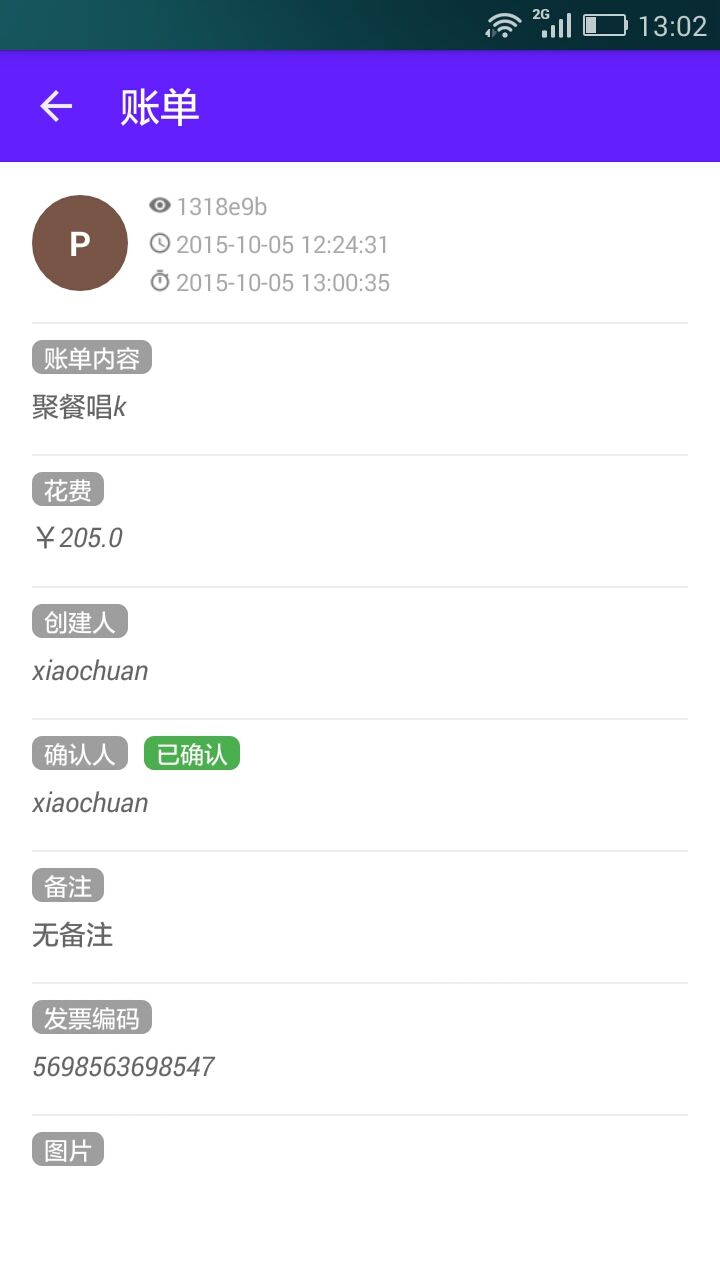 2G 13:02
账单
P
1318e9b
2015-10-05 12:24:31
2015-10-05 13:00:35
账单内容
聚餐唱k
花费
￥205.0
创建人
xiaochuan
确认人 已确认
xiaochuan
备注
无备注
发票编码
5698563698547
图片